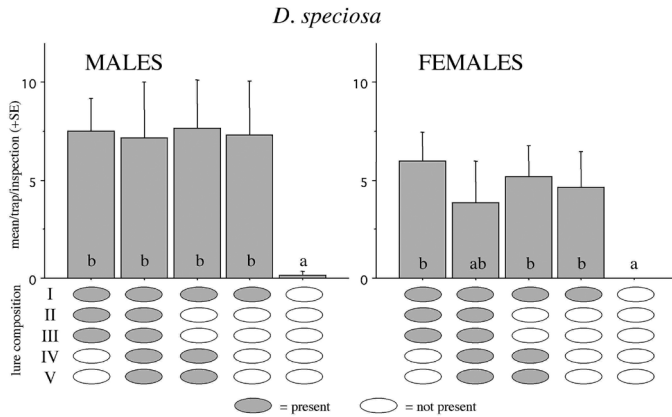 D. speciosa
MALES
FEMALES
mean/trap/inspection (+SE)
10
5
0
b b b b a
10
5
0
b ab b b a
lure composition
I
II
III
IV
V
= present = not present